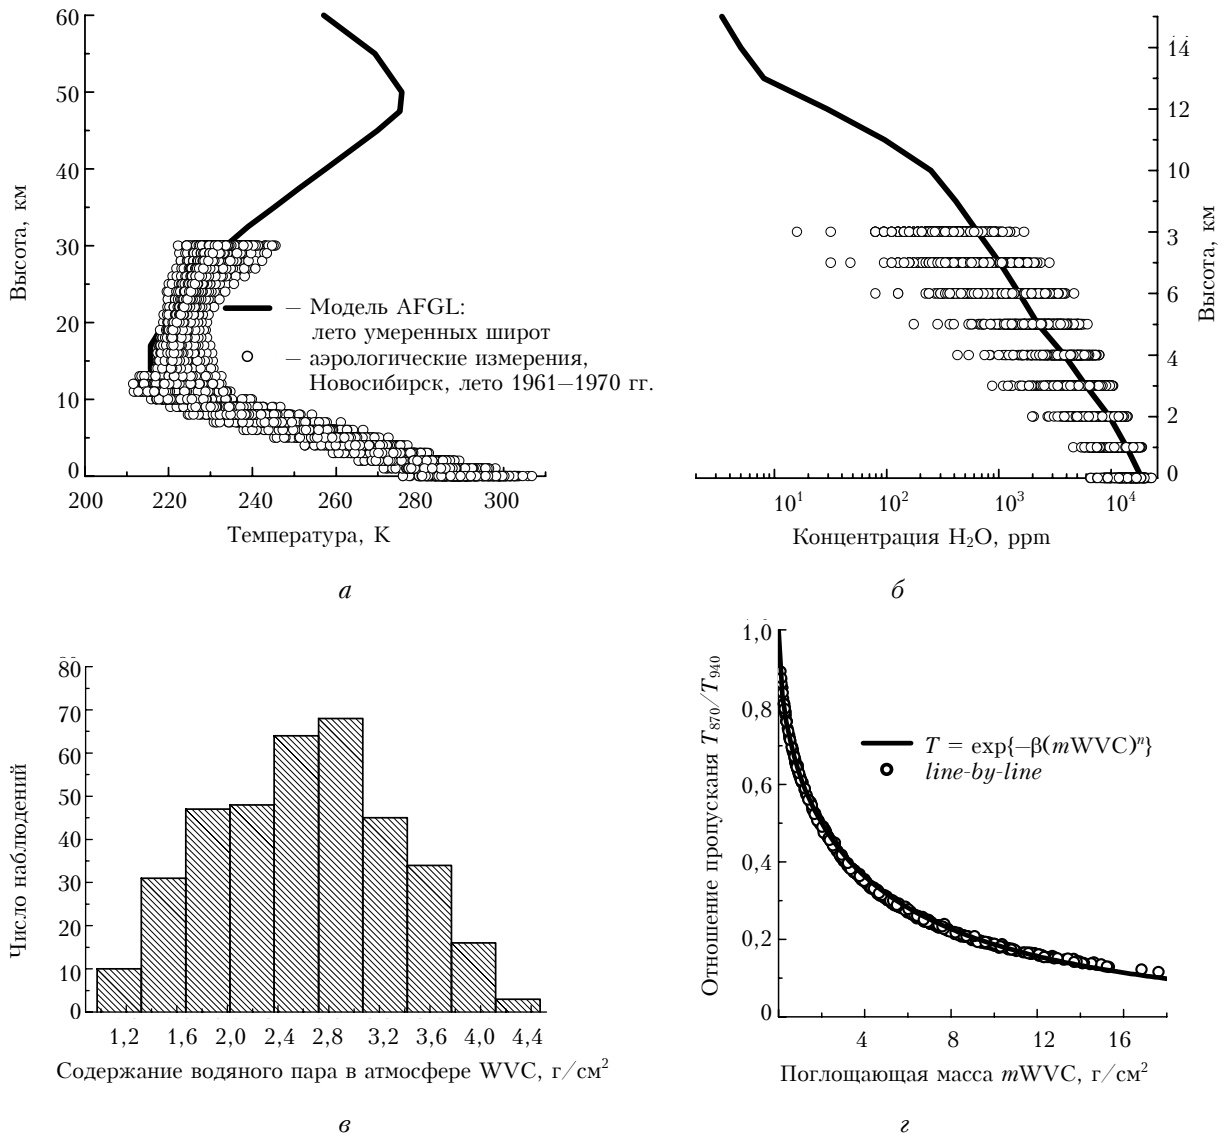 60
50
40
30
20
10
0
Высота, км
200
220
240
260
280
300
Температура, К
– Модель AFGL:
лето умеренных широт
– аэрологические измерения,
Новосибирск, лето 1961–1970 гг.
а
14
12
10
3
6
4
2
0
Высота, км
10¹
10²
10³
10⁴
Концентрация H₂O, ppm
б
80
70
60
50
40
30
20
10
0
Число наблюдений
1,2
1,6
2,0
2,4
2,8
3,2
3,6
4,0
4,4
Содержание водяного пара в атмосфере WVC, г/см²
в
1,0
0,8
0,6
0,4
0,2
0
Отношение пропускания T₈₇₀/T₉₄₀
T = exp{–β(mWVC)ⁿ}
line-by-line
4
8
12
16
Поглощающая масса mWVC, г/см²
г